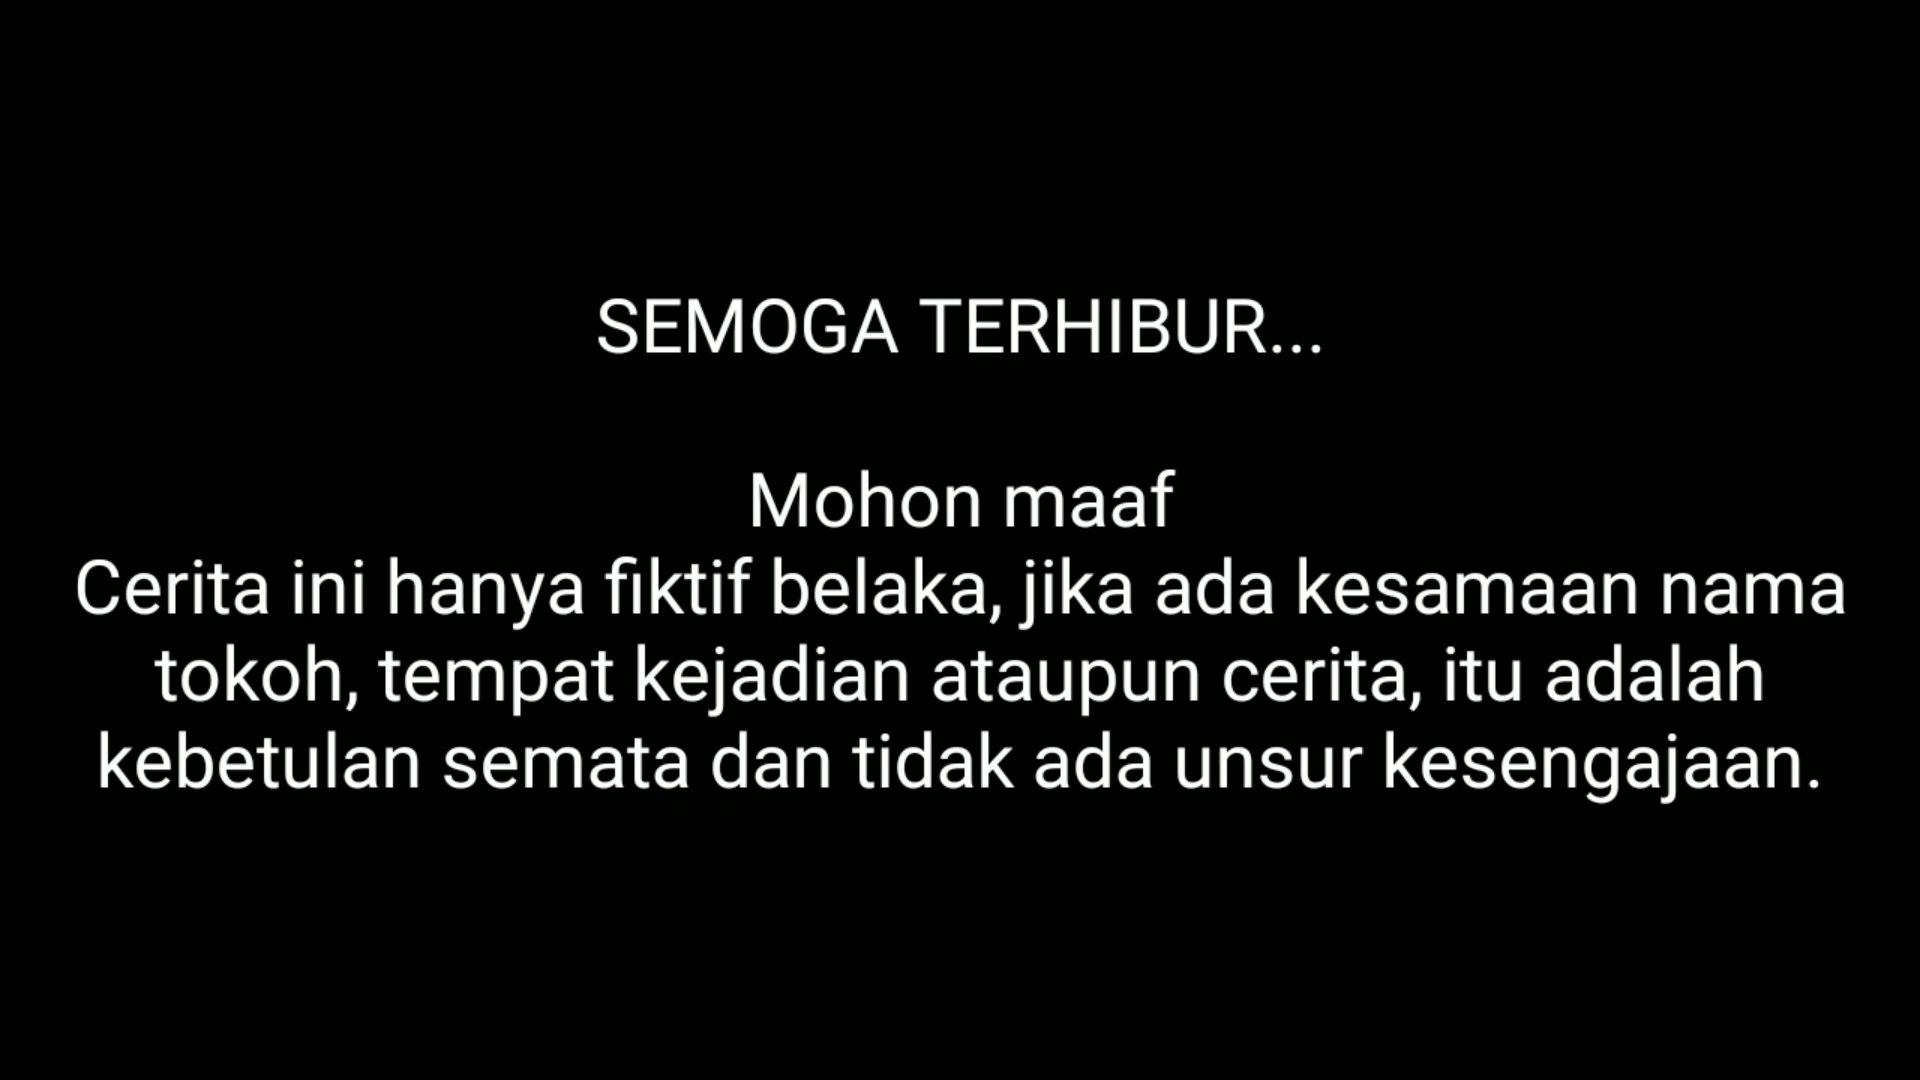 SEMOGA TERHIBUR...
Mohon maaf
Cerita ini hanya fiktif belaka, jika ada kesamaan nama
tokoh, tempat kejadian ataupun cerita, itu adalah
kebetulan semata dan tidak ada unsur kesengajaan.